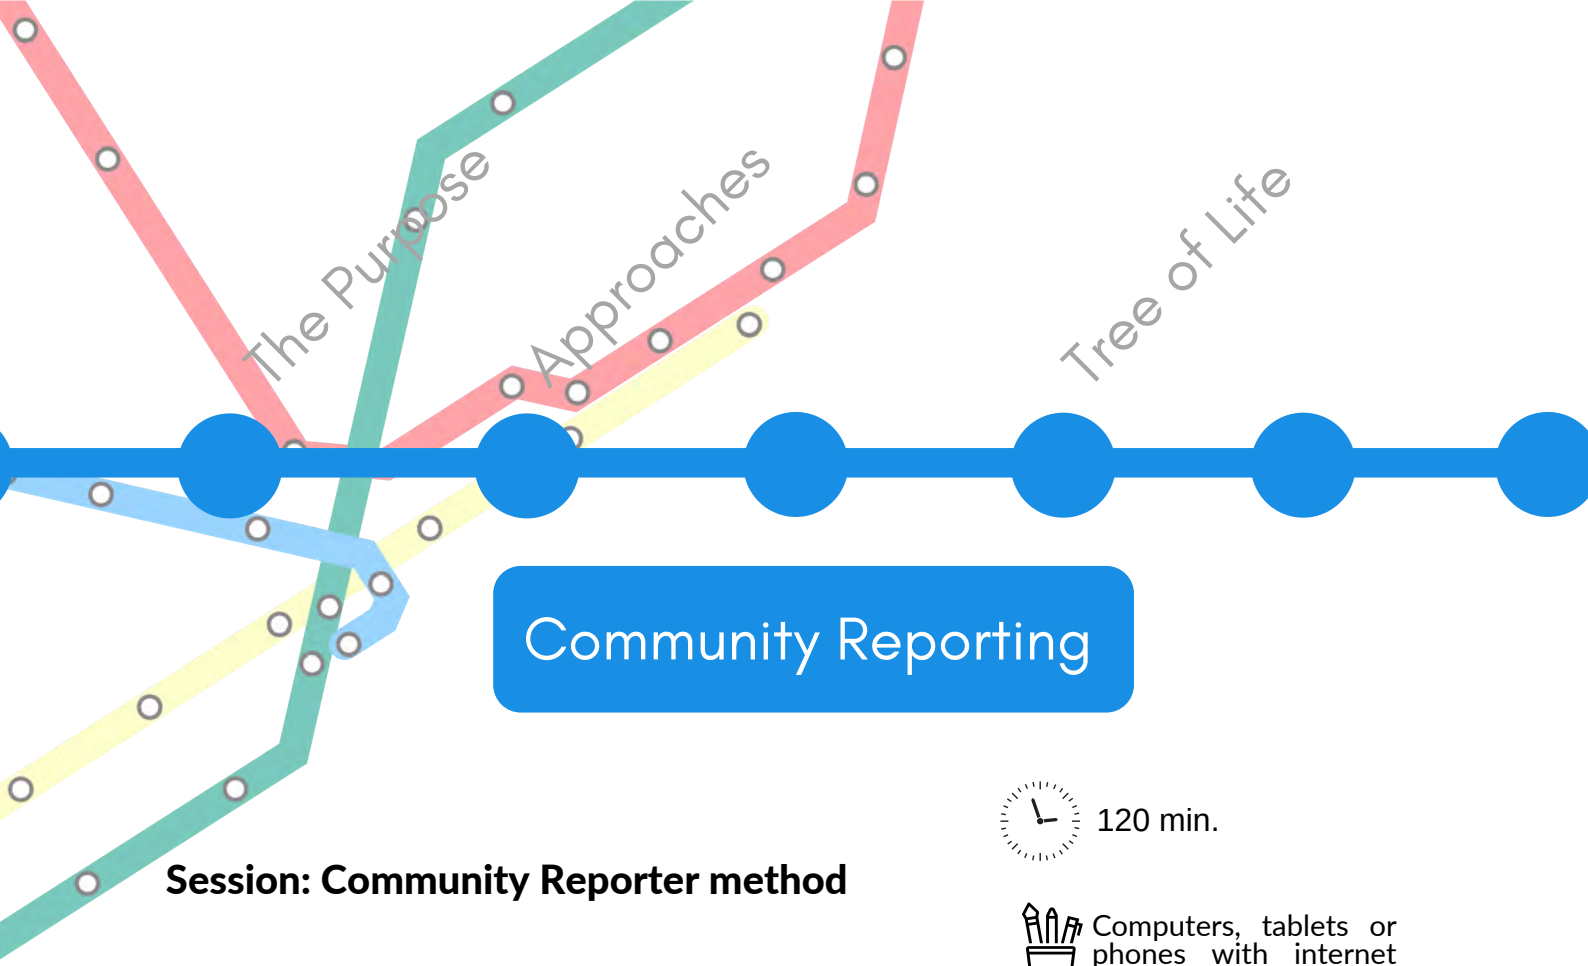 The Purpose
Approaches
Tree of Life
Community Reporting
120 min.
Session: Community Reporter method
Computers, tablets or
phones with internet